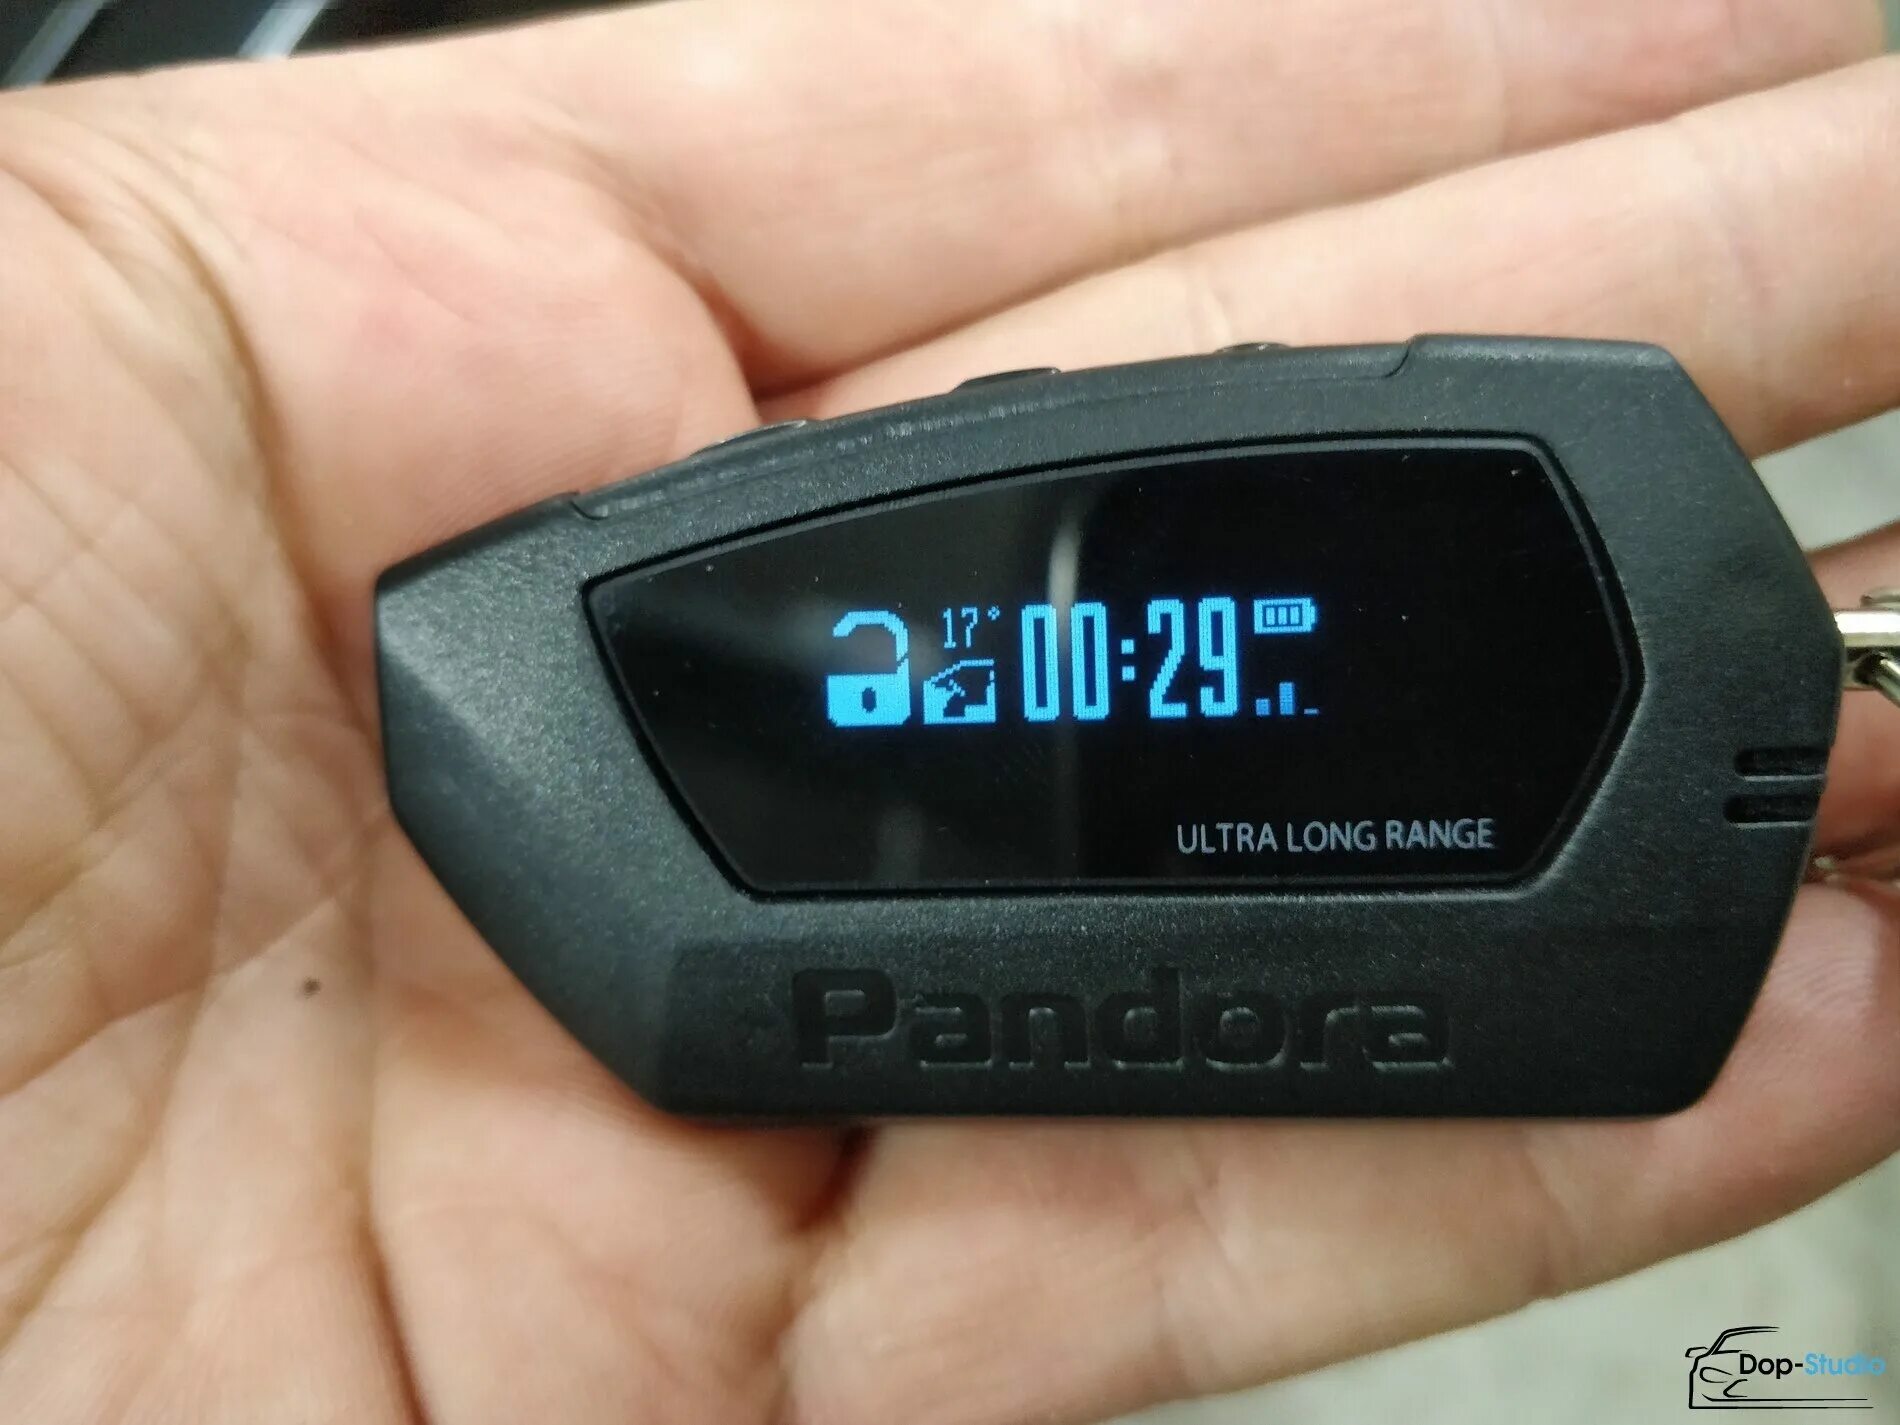 17° 00:29
ULTRA LONG RANGE
Pandora
Dop-Studio